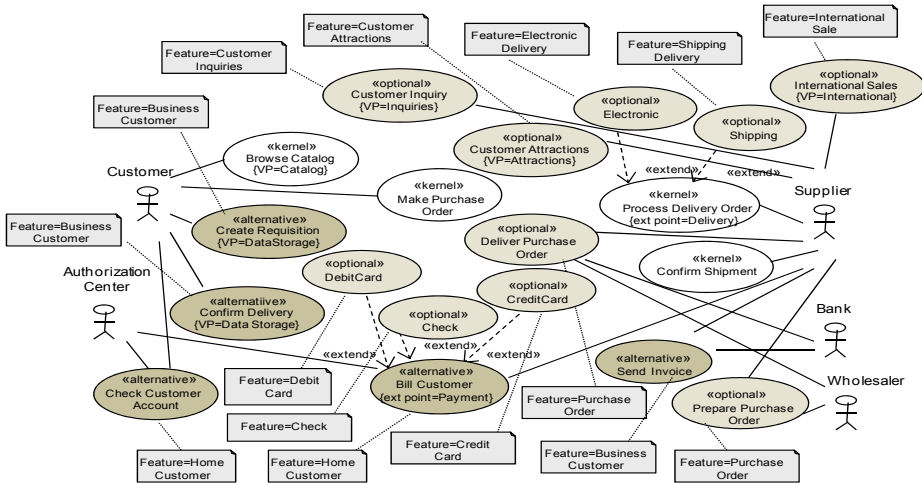 Feature=Customer
Attractions
Feature=Electronic
Delivery
Feature=International
Sale
Feature=Customer
Inquiries
Feature=Shipping
Delivery
«optional»
Customer Inquiry
{VP=Inquiries}
«optional»
Electronic
«optional»
International Sales
{VP=International}
Feature=Business
Customer
«optional»
Shipping
«optional»
Customer Attractions
{VP=Attractions}
«kernel»
Browse Catalog
{VP=Catalog}
Customer
«extend»
«extend»
«kernel»
Make Purchase
Order
«kernel»
Process Delivery Order
{ext point=Delivery}
Supplier
«alternative»
Create Requisition
{VP=DataStorage}
Feature=Business
Customer
«optional»
Deliver Purchase
Order
«kernel»
Confirm Shipment
«optional»
DebitCard
Authorization
Center
«optional»
CreditCard
«alternatiive»
Confirm Delivery
{VP=Data Storage}
«optional»
Check
Bank
«extend»
«extend»
«extend»
«alternative»
Send Invoice
«alternative»
Check Customer
Account
«alternative»
Bill Customer
{ext point=Payment}
Feature=Debit
Card
Wholesaler
«optional»
Prepare Purchase
Order
Feature=Purchase
Order
Feature=Check
Feature=Home
Customer
Feature=Home
Customer
Feature=Credit
Card
Feature=Business
Customer
Feature=Purchase
Order